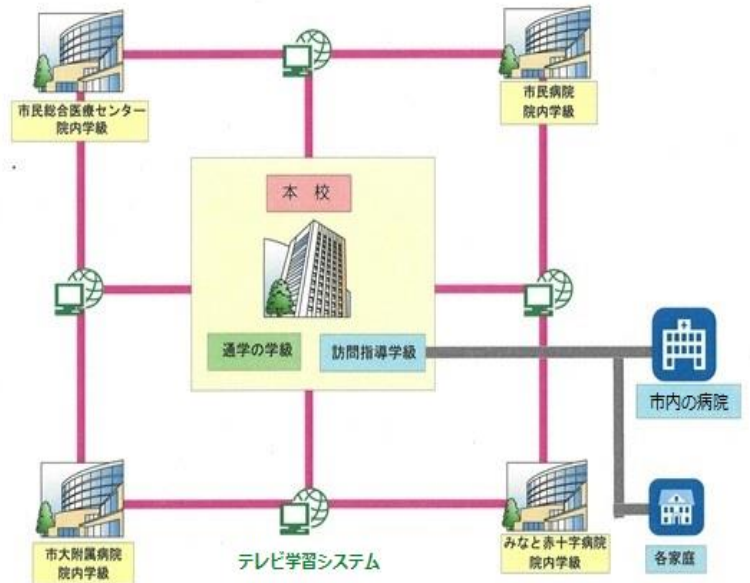 市民総合医療センター
院内学級
市民病院
院内学級
本 校
通学の学級
訪問指導学級
市内の病院
市大附属病院
院内学級
テレビ学習システム
みなと赤十字病院
院内学級
各家庭